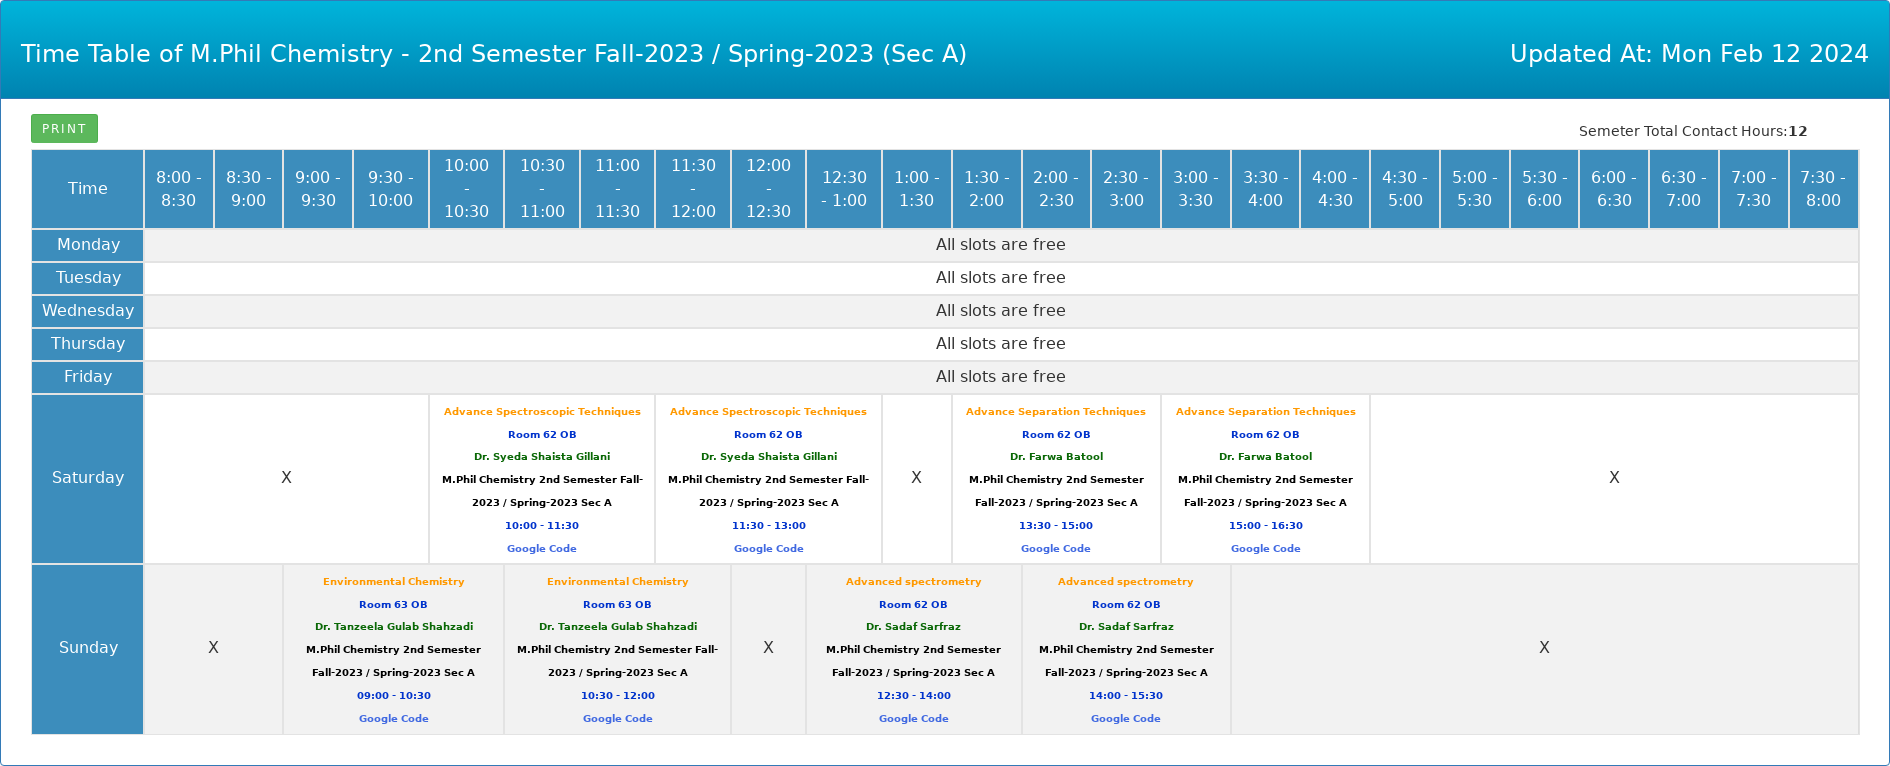 Time Table of M.Phil Chemistry - 2nd Semester Fall-2023 / Spring-2023 (Sec A)
Updated At: Mon Feb 12 2024
PRINT
Semeter Total Contact Hours:12
Time
8:00 -
8:30
8:30 -
9:00
9:00 -
9:30
9:30 -
10:00
10:00
-
10:30
10:30
-
11:00
11:00
-
11:30
11:30
-
12:00
12:00
-
12:30
12:30
- 1:00
1:00 -
1:30
1:30 -
2:00
2:00 -
2:30
2:30 -
3:00
3:00 -
3:30
3:30 -
4:00
4:00 -
4:30
4:30 -
5:00
5:00 -
5:30
5:30 -
6:00
6:00 -
6:30
6:30 -
7:00
7:00 -
7:30
7:30 -
8:00
Monday
All slots are free
Tuesday
All slots are free
Wednesday
All slots are free
Thursday
All slots are free
Friday
All slots are free
Saturday
X
Advance Spectroscopic Techniques
Room 62 OB
Dr. Syeda Shaista Gillani
M.Phil Chemistry 2nd Semester Fall-
2023 / Spring-2023 Sec A
10:00 - 11:30
Google Code
Advance Spectroscopic Techniques
Room 62 OB
Dr. Syeda Shaista Gillani
M.Phil Chemistry 2nd Semester Fall-
2023 / Spring-2023 Sec A
11:30 - 13:00
Google Code
X
Advance Separation Techniques
Room 62 OB
Dr. Farwa Batool
M.Phil Chemistry 2nd Semester
Fall-2023 / Spring-2023 Sec A
13:30 - 15:00
Google Code
Advance Separation Techniques
Room 62 OB
Dr. Farwa Batool
M.Phil Chemistry 2nd Semester
Fall-2023 / Spring-2023 Sec A
15:00 - 16:30
Google Code
X
Sunday
X
Environmental Chemistry
Room 63 OB
Dr. Tanzeela Gulab Shahzadi
M.Phil Chemistry 2nd Semester
Fall-2023 / Spring-2023 Sec A
09:00 - 10:30
Google Code
Environmental Chemistry
Room 63 OB
Dr. Tanzeela Gulab Shahzadi
M.Phil Chemistry 2nd Semester Fall-
2023 / Spring-2023 Sec A
10:30 - 12:00
Google Code
X
Advanced spectrometry
Room 62 OB
Dr. Sadaf Sarfraz
M.Phil Chemistry 2nd Semester
Fall-2023 / Spring-2023 Sec A
12:30 - 14:00
Google Code
Advanced spectrometry
Room 62 OB
Dr. Sadaf Sarfraz
M.Phil Chemistry 2nd Semester
Fall-2023 / Spring-2023 Sec A
14:00 - 15:30
Google Code
X